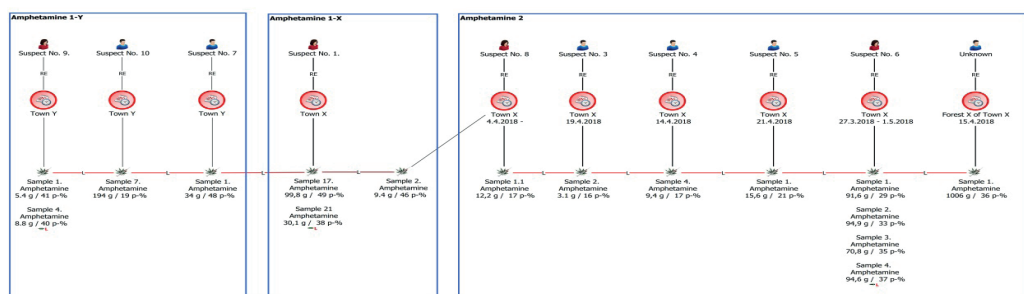 Amphetamine 1-Y
Suspect No. 9.
RE
Town Y
Sample 1.
Amphetamine
5.4 g / 41 p-%
Sample 4.
Amphetamine
8.8 g / 40 p-%
L
Suspect No. 10
RE
Town Y
Sample 7.
Amphetamine
194 g / 19 p-%
Suspect No. 7
RE
Town Y
Sample 1.
Amphetamine
34 g / 48 p-%
L
L
L
Amphetamine 1-X
Suspect No. 1.
RE
Town X
Sample 17.
Amphetamine
99,8 g / 49 p-%
Sample 21
Amphetamine
30,1 g / 38 p-%
L
L
Sample 2.
Amphetamine
9.4 g / 46 p-%
Amphetamine 2
Suspect No. 8
RE
Town X
4.4.2018 -
Sample 1.1
Amphetamine
12,2 g / 17 p-%
L
Suspect No. 3
RE
Town X
19.4.2018
Sample 2.
Amphetamine
3.1 g / 16 p-%
L
Suspect No. 4
RE
Town X
14.4.2018
Sample 4.
Amphetamine
9,4 g / 17 p-%
L
Suspect No. 5
RE
Town X
21.4.2018
Sample 1.
Amphetamine
15,6 g / 21 p-%
L
Suspect No. 6
RE
Town X
27.3.2018 - 1.5.2018
Sample 1.
Amphetamine
91,6 g / 29 p-%
Sample 2.
Amphetamine
94,9 g / 33 p-%
Sample 3.
Amphetamine
70,8 g / 35 p-%
Sample 4.
Amphetamine
94,6 g / 37 p-%
L
L
Unknown
RE
Forest X of Town X
15.4.2018
Sample 1.
Amphetamine
1006 g / 36 p-%